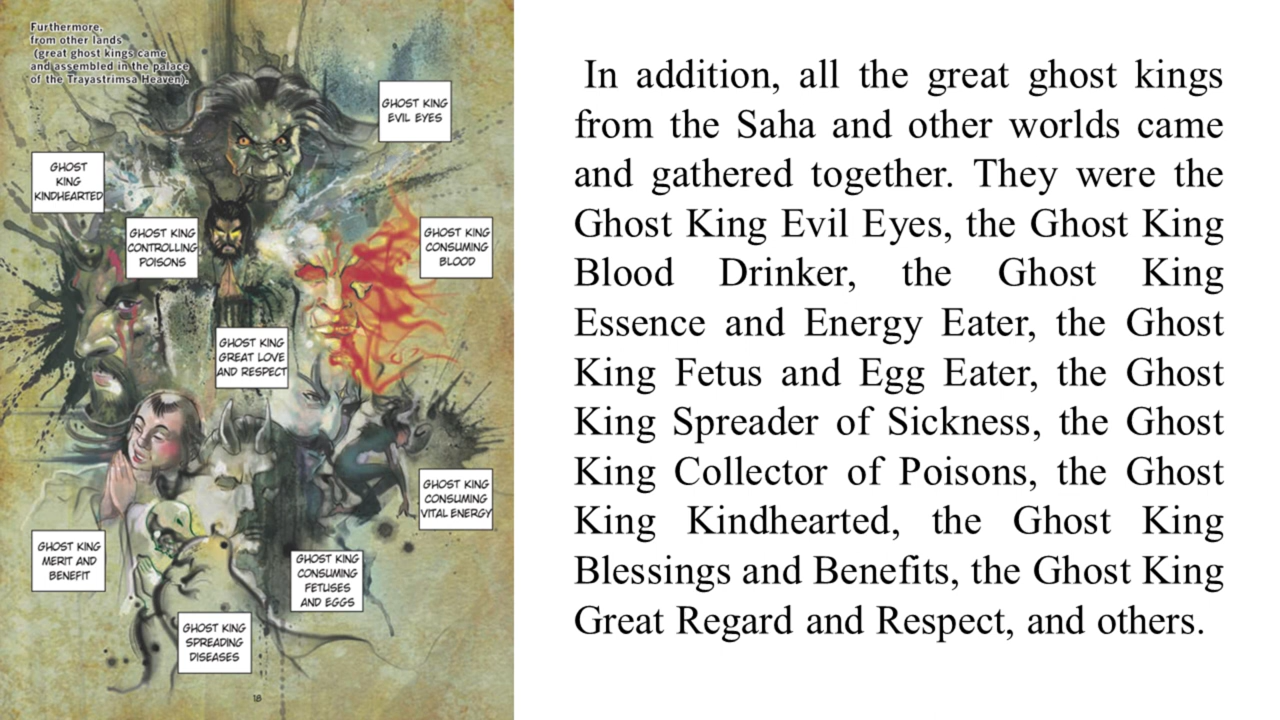 Furthermore,
from other lands
(great ghost kings came
and assembled in the palace
of the Trayastrimsa Heaven).
GHOST KING
EVIL EYES
GHOST
KING
KINDHEARTED
GHOST KING
CONTROLLING
POISONS
GHOST KING
CONSUMING
BLOOD
GHOST KING
GREAT LOVE
AND RESPECT
GHOST KING
CONSUMING
VITAL ENERGY
GHOST KING
MERIT AND
BENEFIT
GHOST KING
CONSUMING
FETUSES
AND EGGS
GHOST KING
SPREADING
DISEASES
18
In addition, all the great ghost kings
from the Saha and other worlds came
and gathered together. They were the
Ghost King Evil Eyes, the Ghost King
Blood Drinker, the Ghost King
Essence and Energy Eater, the Ghost
King Fetus and Egg Eater, the Ghost
King Spreader of Sickness, the Ghost
King Collector of Poisons, the Ghost
King Kindhearted, the Ghost King
Blessings and Benefits, the Ghost King
Great Regard and Respect, and others.